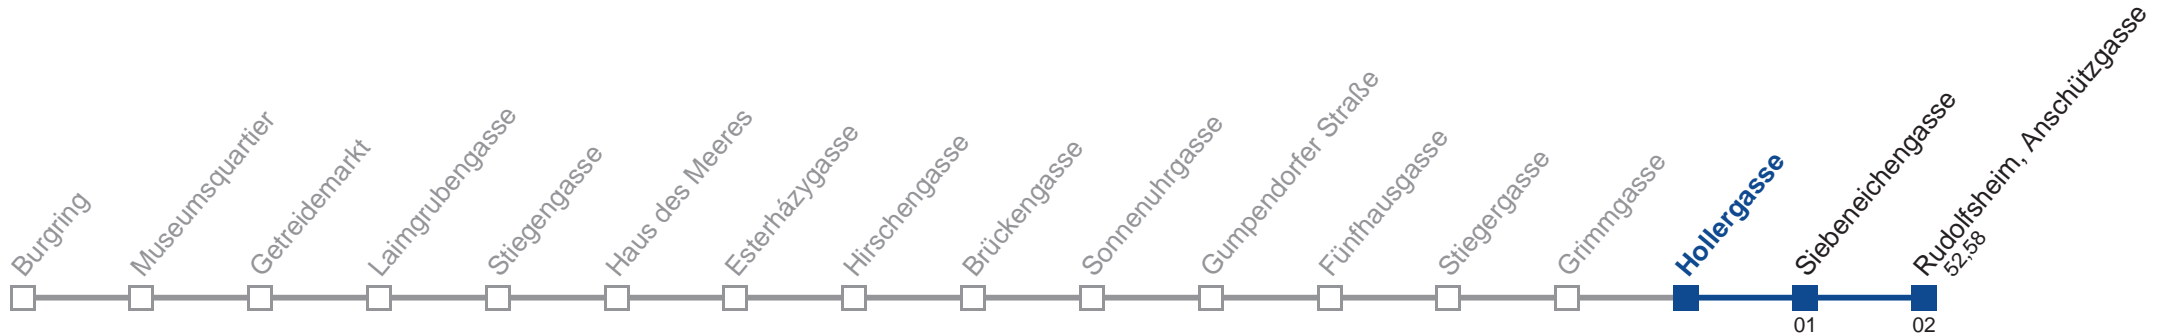 Burgring
Museumsquartier
Getreidemarkt
Laimgrubengasse
Stiegengasse
Haus des Meeres
Esterházygasse
Hirschengasse
Brückengasse
Sonnenuhrgasse
Gumpendorfer Straße
Fünfhausgasse
Stiegergasse
Grimmgasse
Hollergasse
Siebeneichengasse
Rudolfsheim, Anschützgasse
52,58
01
02